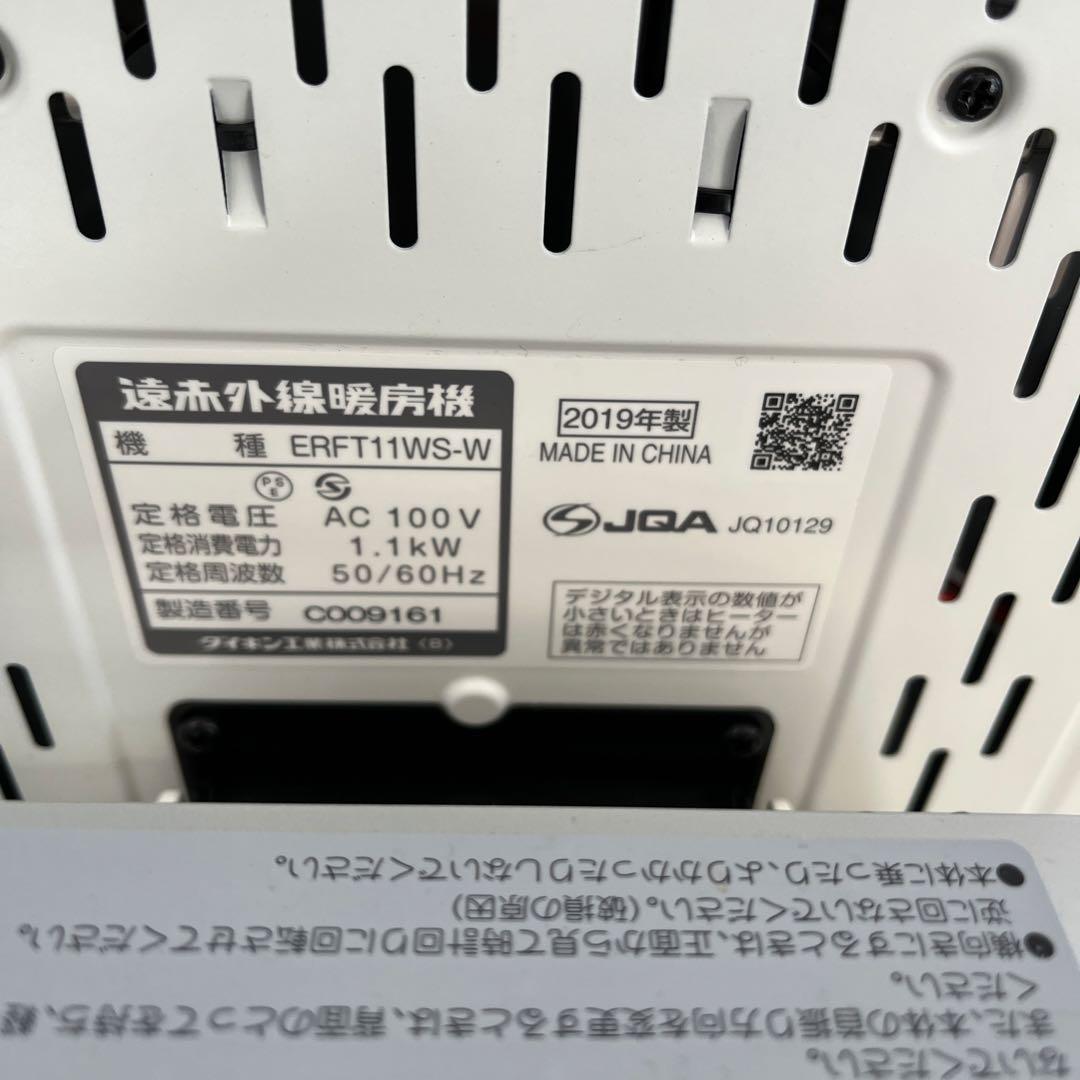 遠赤外線暖房機
機種 ERFT11WS-W
PSE
定格電圧 AC 100V
定格消費電力 1.1kW
定格周波数 50/60Hz
製造番号 C009161
ダイキン工業株式会社〈B〉
2019年製
MADE IN CHINA
JQA JQ10129
デジタル表示の数値が
小さいときはヒーター
は赤くなりませんが
異常ではありません
ないでください。
また、本体の首振り方向を変更するときは、背面のとってを持ち、軽
ください。
●横向きにするときは、正面から見て時計回りに回転させてください。
逆に回さないでください。(破損の原因)
●本体に乗ったり、よりかかったりしないでください。